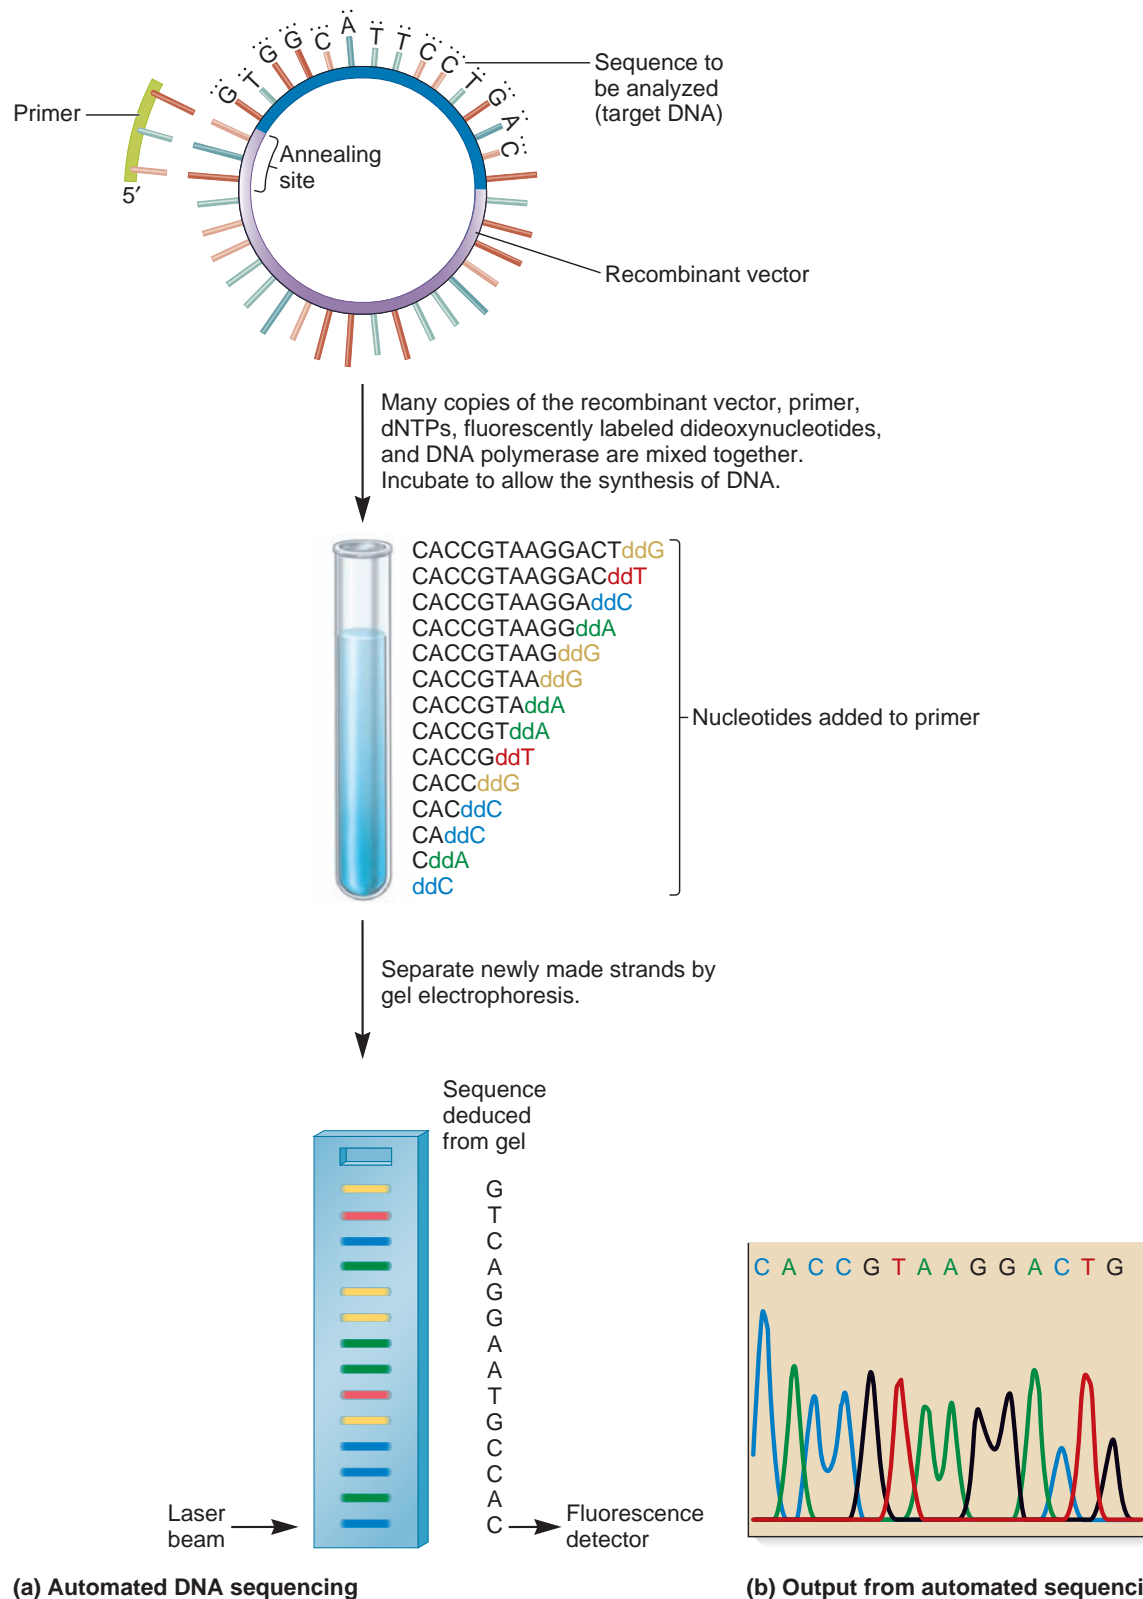 G T G G C A T T C C T G A C
Sequence to
be analyzed
(target DNA)
Primer
5′
Annealing
site
Recombinant vector
Many copies of the recombinant vector, primer,
dNTPs, fluorescently labeled dideoxynucleotides,
and DNA polymerase are mixed together.
Incubate to allow the synthesis of DNA.
CACCGTAAGGACTddG
CACCGTAAGGACddT
CACCGTAAGGAddC
CACCGTAAGGddA
CACCGTAAGddG
CACCGTAAddG
CACCGTAddA
CACCGTddA
CACCGddT
CACCddG
CACddC
CAddC
CddA
ddC
Nucleotides added to primer
Separate newly made strands by
gel electrophoresis.
Sequence
deduced
from gel
G
T
C
A
G
G
A
A
T
G
C
C
A
C
Laser
beam
Fluorescence
detector
(a) Automated DNA sequencing
C A C C G T A A G G A C T G
(b) Output from automated sequenci